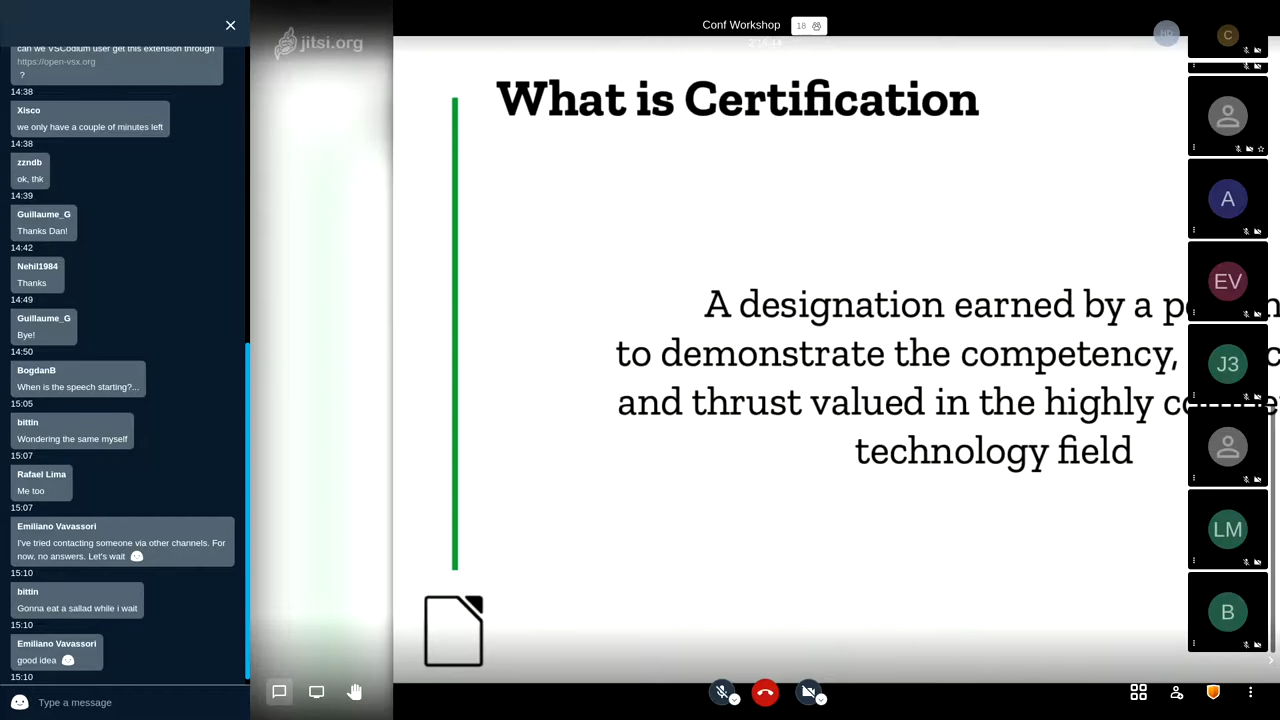 can we VSCodium user get this extension through
https://open-vsx.org
?
14:38
Xisco
we only have a couple of minutes left
14:38
zzndb
ok, thk
14:39
Guillaume_G
Thanks Dan!
14:42
Nehil1984
Thanks
14:49
Guillaume_G
Bye!
14:50
BogdanB
When is the speech starting?...
15:05
bittin
Wondering the same myself
15:07
Rafael Lima
Me too
15:07
Emiliano Vavassori
I've tried contacting someone via other channels. For
now, no answers. Let's wait
15:10
bittin
Gonna eat a sallad while i wait
15:10
Emiliano Vavassori
good idea
15:10
Type a message
jitsi.org
Conf Workshop
18
What is Certification
A designation earned by a
to demonstrate the competency,
and thrust valued in the highly
technology field
HD
C
A
EV
J3
LM
B